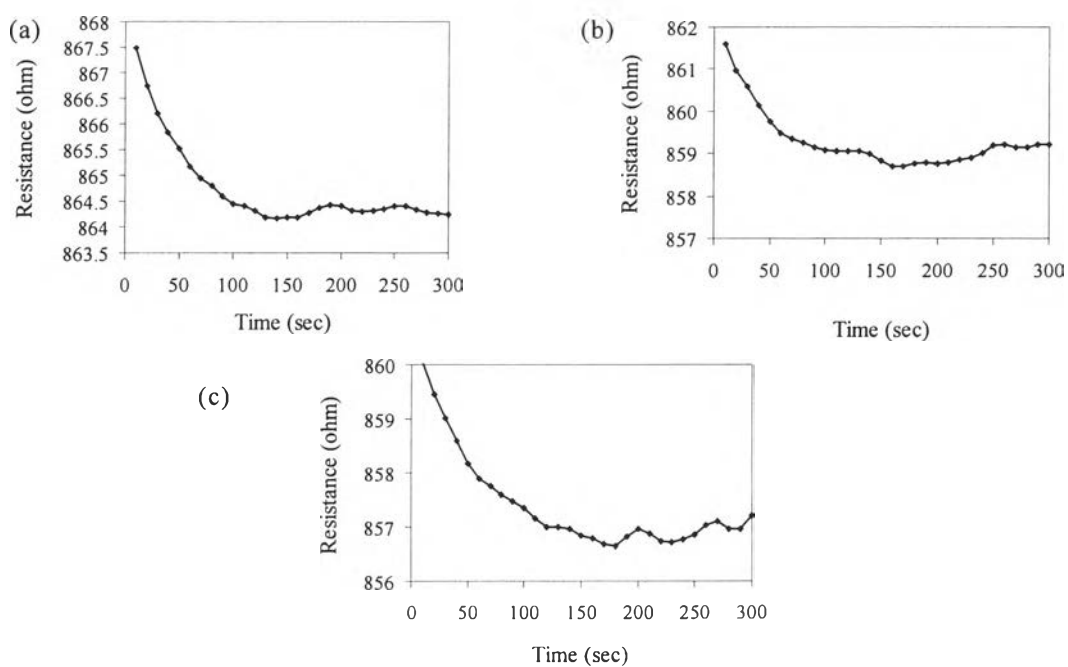 (a)
Resistance (ohm)
868
867.5
867
866.5
866
865.5
865
864.5
864
863.5
0 50 100 150 200 250 300
Time (sec)
(b)
Resistance (ohm)
862
861
860
859
858
857
0 50 100 150 200 250 300
Time (sec)
(c)
Resistance (ohm)
860
859
858
857
856
0 50 100 150 200 250 300
Time (sec)